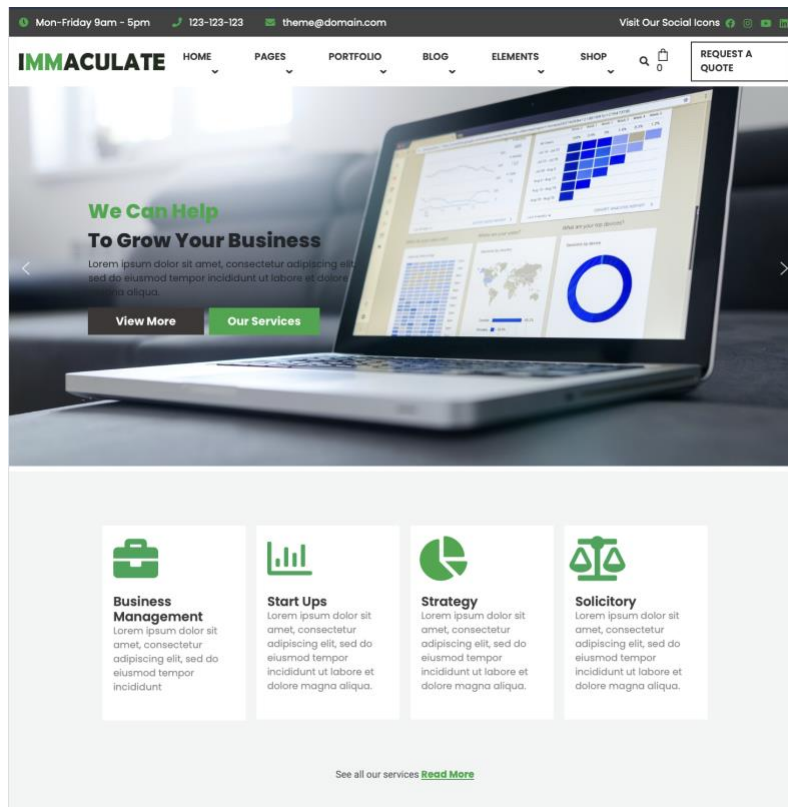 Mon-Friday 9am - 5pm 123-123-123 theme@domain.com Visit Our Social Icons
IMMACULATE HOME PAGES PORTFOLIO BLOG ELEMENTS SHOP 0 REQUEST A
QUOTE
We Can Help
To Grow Your Business
Lorem ipsum dolor sit amet, consectetur adipiscing elit
sed do eiusmod tempor incididunt ut labore et dolore
aliqua.
View More Our Services
Business
Management
Lorem ipsum dolor sit
amet, consectetur
adipiscing elit, sed do
eiusmod tempor
incididunt
Start Ups
Lorem ipsum dolor sit
amet, consectetur
adipiscing elit, sed do
eiusmod tempor
incididunt ut labore et
dolore magna aliqua.
Strategy
Lorem ipsum dolor sit
amet, consectetur
adipiscing elit, sed do
eiusmod tempor
incididunt ut labore et
dolore magna aliqua.
Solicitory
Lorem ipsum dolor sit
amet, consectetur
adipiscing elit, sed do
eiusmod tempor
incididunt ut labore et
dolore magna aliqua.
See all our services Read More